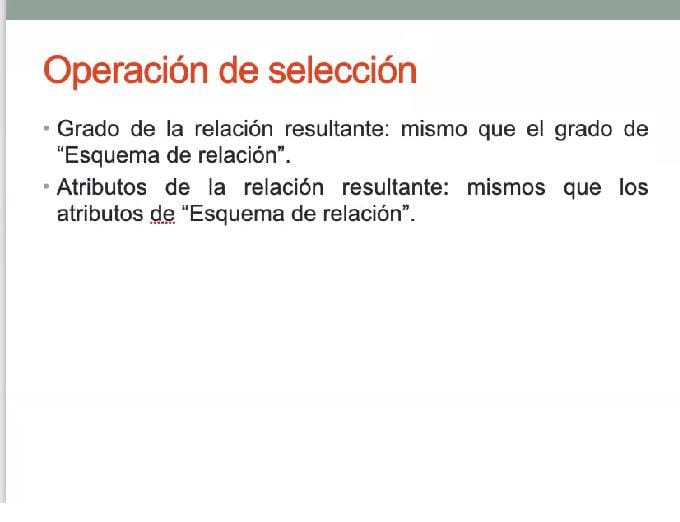 Operación de selección
• Grado de la relación resultante: mismo que el grado de
“Esquema de relación”.
• Atributos de la relación resultante: mismos que los
atributos de “Esquema de relación”.